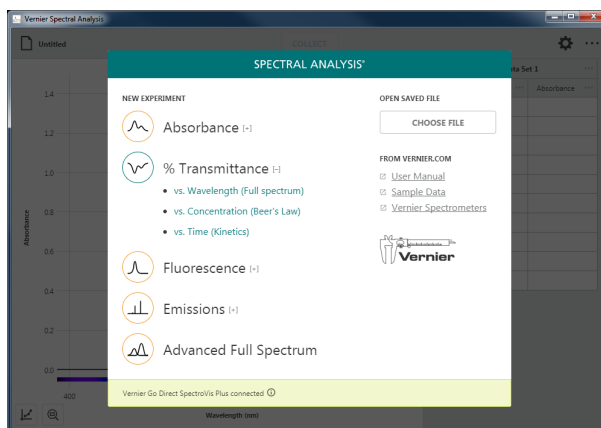 Vernier Spectral Analysis
Untitled
COLLECT
SPECTRAL ANALYSIS®
Set 1
Absorbance
NEW EXPERIMENT
Absorbance [+]
% Transmittance [-]
• vs. Wavelength (Full spectrum)
• vs. Concentration (Beer's Law)
• vs. Time (Kinetics)
Fluorescence [+]
Emissions [+]
Advanced Full Spectrum
OPEN SAVED FILE
CHOOSE FILE
FROM VERNIER.COM
User Manual
Sample Data
Vernier Spectrometers
Vernier
Vernier Go Direct SpectroVis Plus connected
Absorbance
1.4
1.2
1.0
0.8
0.6
0.4
0.2
0.0
400
Wavelength (nm)